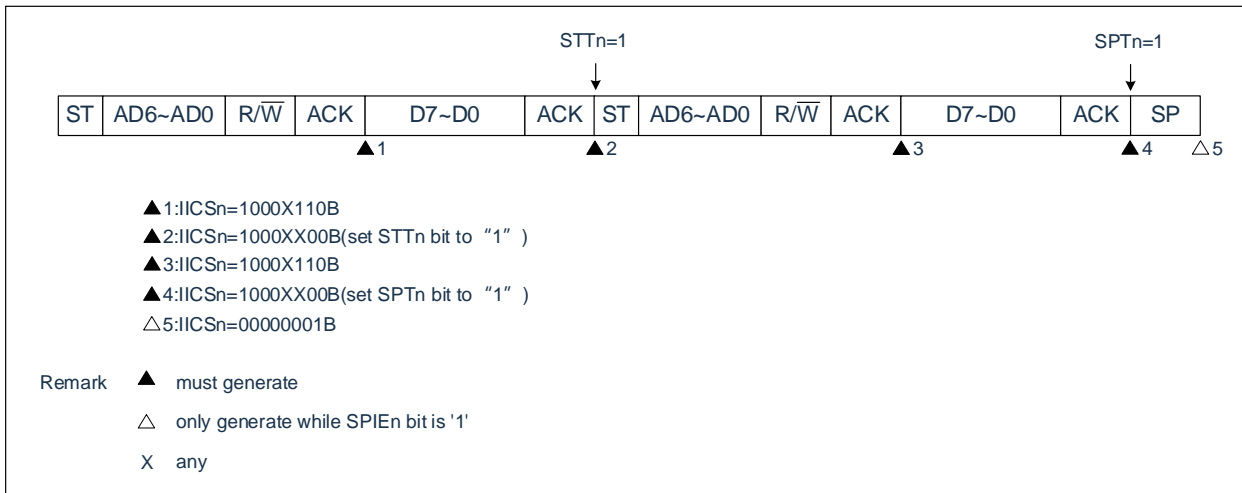 STTn=1 SPTn=1
ST AD6~AD0 R/W ACK D7~D0 ACK ST AD6~AD0 R/W ACK D7~D0 ACK SP
▲1 ▲2 ▲3 ▲4 △5
▲1:IICSn=1000X110B
▲2:IICSn=1000XX00B(set STTn bit to “1” )
▲3:IICSn=1000X110B
▲4:IICSn=1000XX00B(set SPTn bit to “1” )
△5:IICSn=00000001B
Remark ▲ must generate
△ only generate while SPIEn bit is '1'
X any